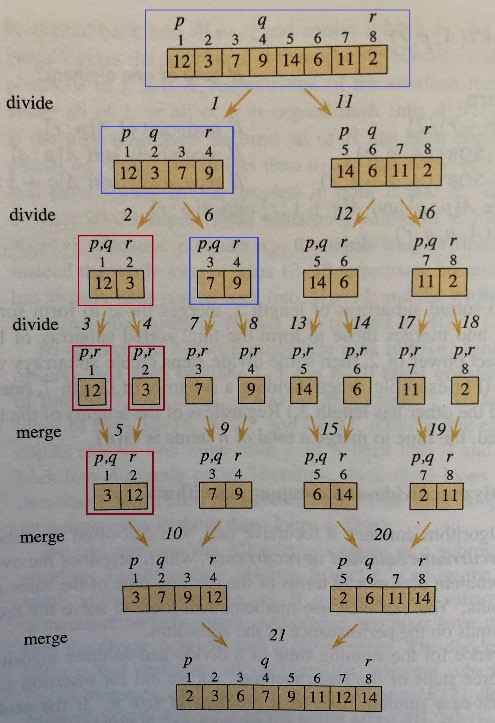 p q r
1 2 3 4 5 6 7 8
12 3 7 9 14 6 11 2
divide 1 11
p q r p q r
1 2 3 4 5 6 7 8
12 3 7 9 14 6 11 2
divide 2 6 12 16
p,q r p,q r p,q r p,q r
1 2 3 4 5 6 7 8
12 3 7 9 14 6 11 2
divide 3 4 7 8 13 14 17 18
p,r p,r p,r p,r p,r p,r p,r p,r
1 2 3 4 5 6 7 8
12 3 7 9 14 6 11 2
merge 5 9 15 19
p,q r p,q r p,q r p,q r
1 2 3 4 5 6 7 8
3 12 7 9 6 14 2 11
merge 10 20
p q r p q r
1 2 3 4 5 6 7 8
3 7 9 12 2 6 11 14
merge 21
p q r
1 2 3 4 5 6 7 8
2 3 6 7 9 11 12 14